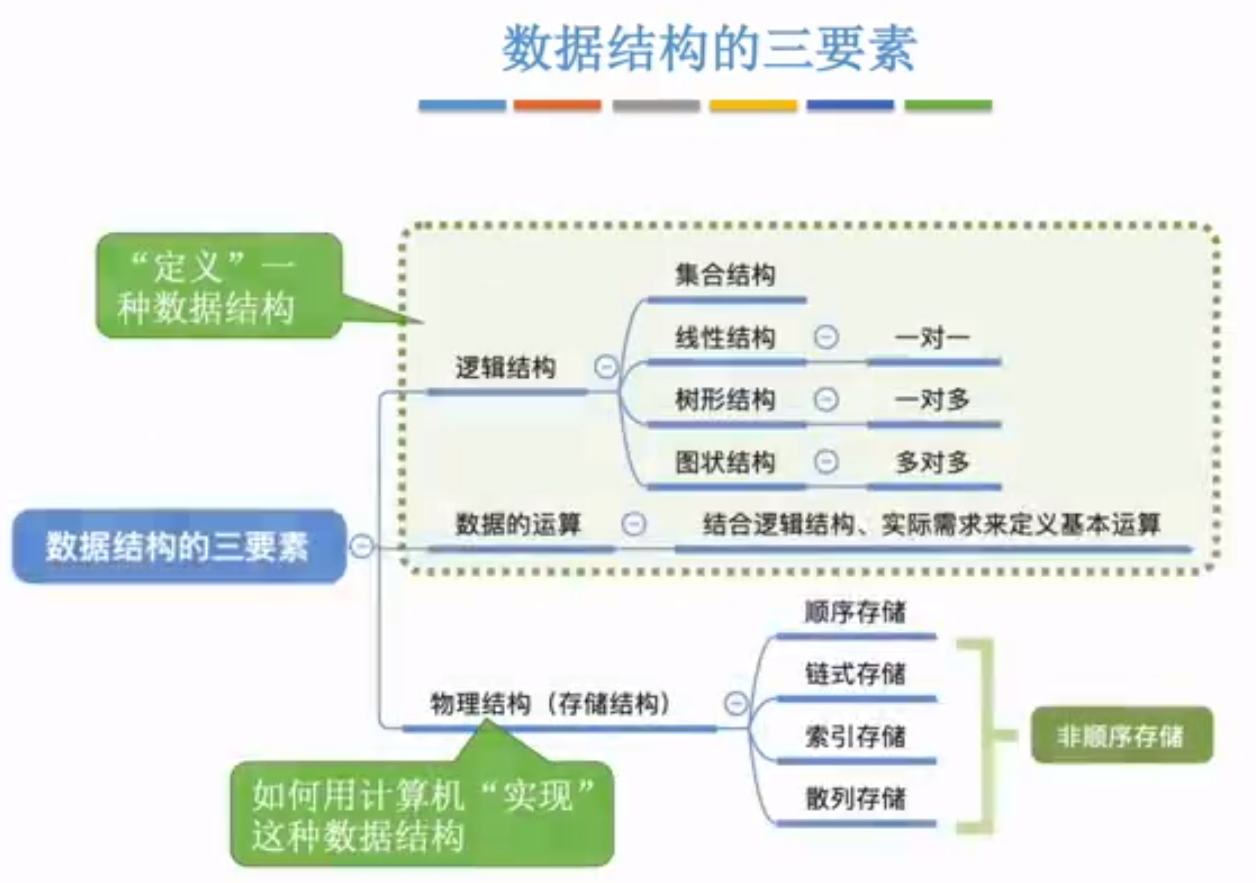 数据结构的三要素
“定义”一
种数据结构
集合结构
线性结构
一对一
逻辑结构
树形结构
一对多
图状结构
多对多
数据的运算
结合逻辑结构、实际需求来定义基本运算
数据结构的三要素
顺序存储
链式存储
物理结构（存储结构）
索引存储
非顺序存储
散列存储
如何用计算机“实现”
这种数据结构